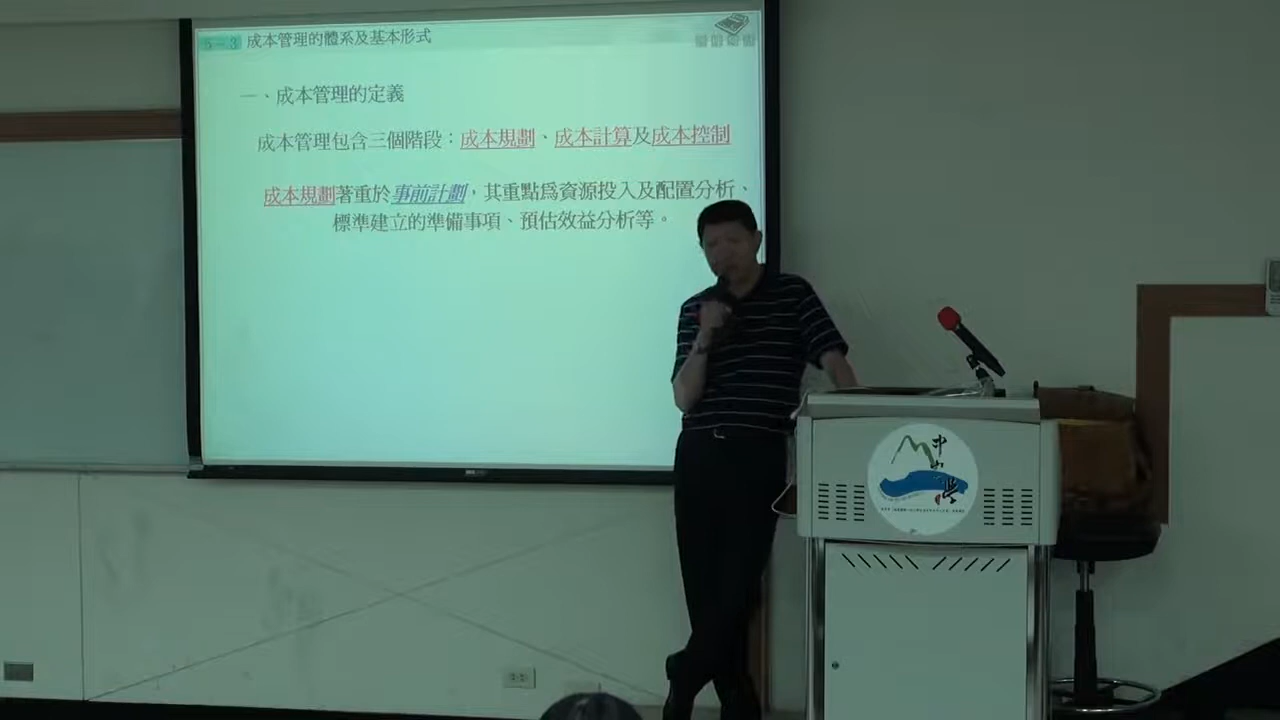 5－3 成本管理的體系及基本形式
一、成本管理的定義
成本管理包含三個階段：成本規劃、成本計算及成本控制
成本規劃著重於事前計劃，其重點為資源投入及配置分析、
標準建立的準備事項、預估效益分析等。
中山學